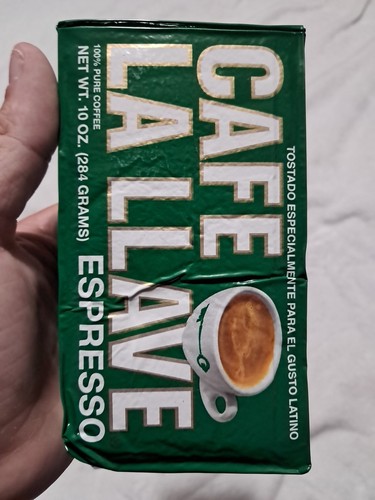 TOSTADO ESPECIALMENTE PARA EL GUSTO LATINO
CAFE
LA LLAVE
100% PURE COFFEE
NET WT. 10 OZ. (284 GRAMS) ESPRESSO